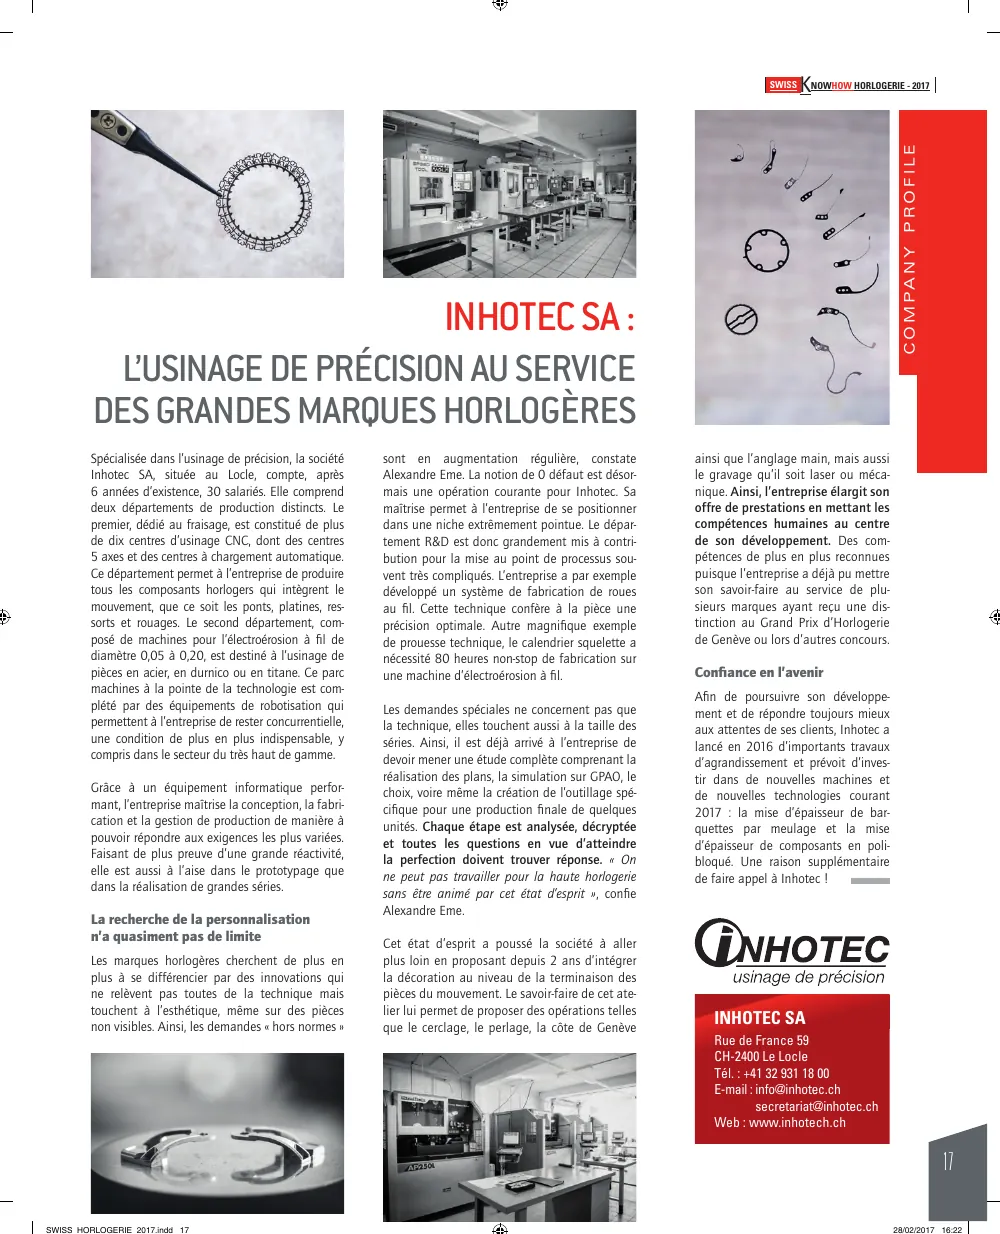 SWISS KNOWHOW HORLOGERIE - 2017
COMPANY PROFILE
INHOTEC SA :
L’USINAGE DE PRÉCISION AU SERVICE
DES GRANDES MARQUES HORLOGÈRES
Spécialisée dans l’usinage de précision, la société
Inhotec SA, située au Locle, compte, après
6 années d’existence, 30 salariés. Elle comprend
deux départements de production distincts. Le
premier, dédié au fraisage, est constitué de plus
de dix centres d’usinage CNC, dont des centres
5 axes et des centres à chargement automatique.
Ce département permet à l’entreprise de produire
tous les composants horlogers qui intègrent le
mouvement, que ce soit les ponts, platines, res-
sorts et rouages. Le second département, com-
posé de machines pour l’électroérosion à fil de
diamètre 0,05 à 0,20, est destiné à l’usinage de
pièces en acier, en durnico ou en titane. Ce parc
machines à la pointe de la technologie est com-
plété par des équipements de robotisation qui
permettent à l’entreprise de rester concurrentielle,
une condition de plus en plus indispensable, y
compris dans le secteur du très haut de gamme.
Grâce à un équipement informatique perfor-
mant, l’entreprise maîtrise la conception, la fabri-
cation et la gestion de production de manière à
pouvoir répondre aux exigences les plus variées.
Faisant de plus preuve d’une grande réactivité,
elle est aussi à l’aise dans le prototypage que
dans la réalisation de grandes séries.
La recherche de la personnalisation
n’a quasiment pas de limite
Les marques horlogères cherchent de plus en
plus à se différencier par des innovations qui
ne relèvent pas toutes de la technique mais
touchent à l’esthétique, même sur des pièces
non visibles. Ainsi, les demandes « hors normes »
sont en augmentation régulière, constate
Alexandre Eme. La notion de 0 défaut est désor-
mais une opération courante pour Inhotec. Sa
maîtrise permet à l’entreprise de se positionner
dans une niche extrêmement pointue. Le dépar-
tement R&D est donc grandement mis à contri-
bution pour la mise au point de processus sou-
vent très compliqués. L’entreprise a par exemple
développé un système de fabrication de roues
au fil. Cette technique confère à la pièce une
précision optimale. Autre magnifique exemple
de prouesse technique, le calendrier squelette a
nécessité 80 heures non-stop de fabrication sur
une machine d’électroérosion à fil.
Les demandes spéciales ne concernent pas que
la technique, elles touchent aussi à la taille des
séries. Ainsi, il est déjà arrivé à l’entreprise de
devoir mener une étude complète comprenant la
réalisation des plans, la simulation sur GPAO, le
choix, voire même la création de l’outillage spé-
cifique pour une production finale de quelques
unités. Chaque étape est analysée, décryptée
et toutes les questions en vue d’atteindre
la perfection doivent trouver réponse. « On
ne peut pas travailler pour la haute horlogerie
sans être animé par cet état d’esprit », confie
Alexandre Eme.
Cet état d’esprit a poussé la société à aller
plus loin en proposant depuis 2 ans d’intégrer
la décoration au niveau de la terminaison des
pièces du mouvement. Le savoir-faire de cet ate-
lier lui permet de proposer des opérations telles
que le cerclage, le perlage, la côte de Genève
ainsi que l’anglage main, mais aussi
le gravage qu’il soit laser ou méca-
nique. Ainsi, l’entreprise élargit son
offre de prestations en mettant les
compétences humaines au centre
de son développement. Des com-
pétences de plus en plus reconnues
puisque l’entreprise a déjà pu mettre
son savoir-faire au service de plu-
sieurs marques ayant reçu une dis-
tinction au Grand Prix d’Horlogerie
de Genève ou lors d’autres concours.
Confiance en l’avenir
Afin de poursuivre son développe-
ment et de répondre toujours mieux
aux attentes de ses clients, Inhotec a
lancé en 2016 d’importants travaux
d’agrandissement et prévoit d’inves-
tir dans de nouvelles machines et
de nouvelles technologies courant
2017 : la mise d’épaisseur de bar-
quettes par meulage et la mise
d’épaisseur de composants en poli-
bloqué. Une raison supplémentaire
de faire appel à Inhotec !
iNHOTEC
usinage de précision
INHOTEC SA
Rue de France 59
CH-2400 Le Locle
Tél. : +41 32 931 18 00
E-mail : info@inhotec.ch
secretariat@inhotec.ch
Web : www.inhotech.ch
17
SWISS HORLOGERIE 2017.indd 17
28/02/2017 16:22